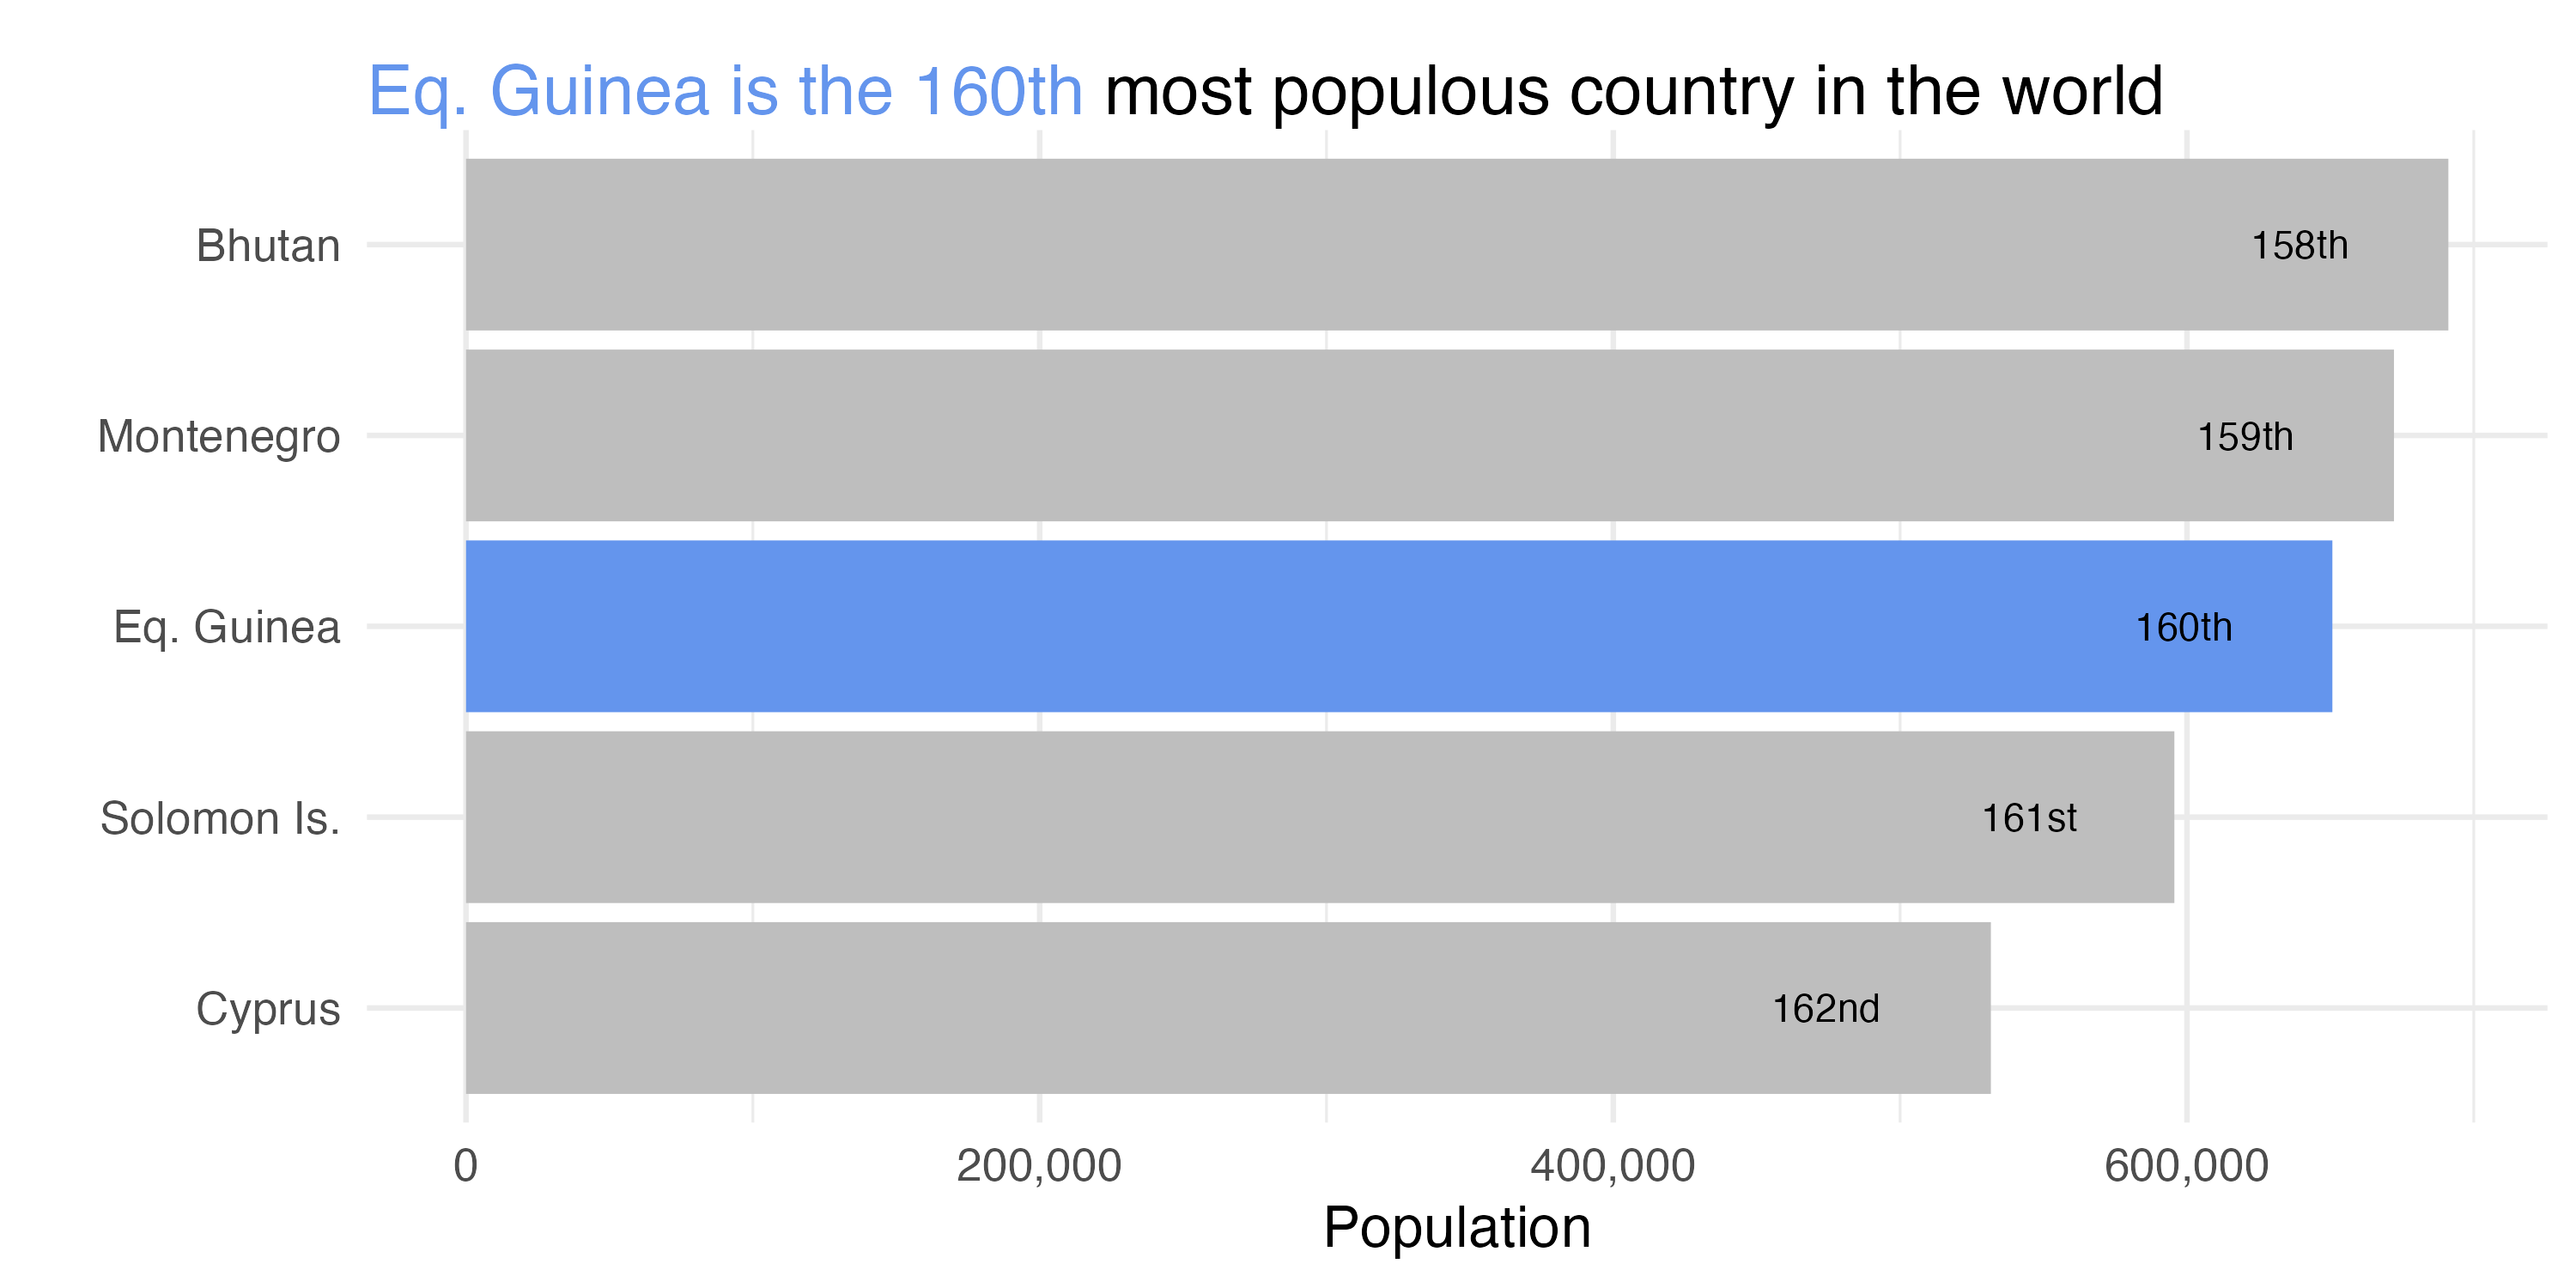 Eq. Guinea is the 160th most populous country in the world
Bhutan 158th
Montenegro 159th
Eq. Guinea 160th
Solomon Is. 161st
Cyprus 162nd
0 200,000 400,000 600,000
Population